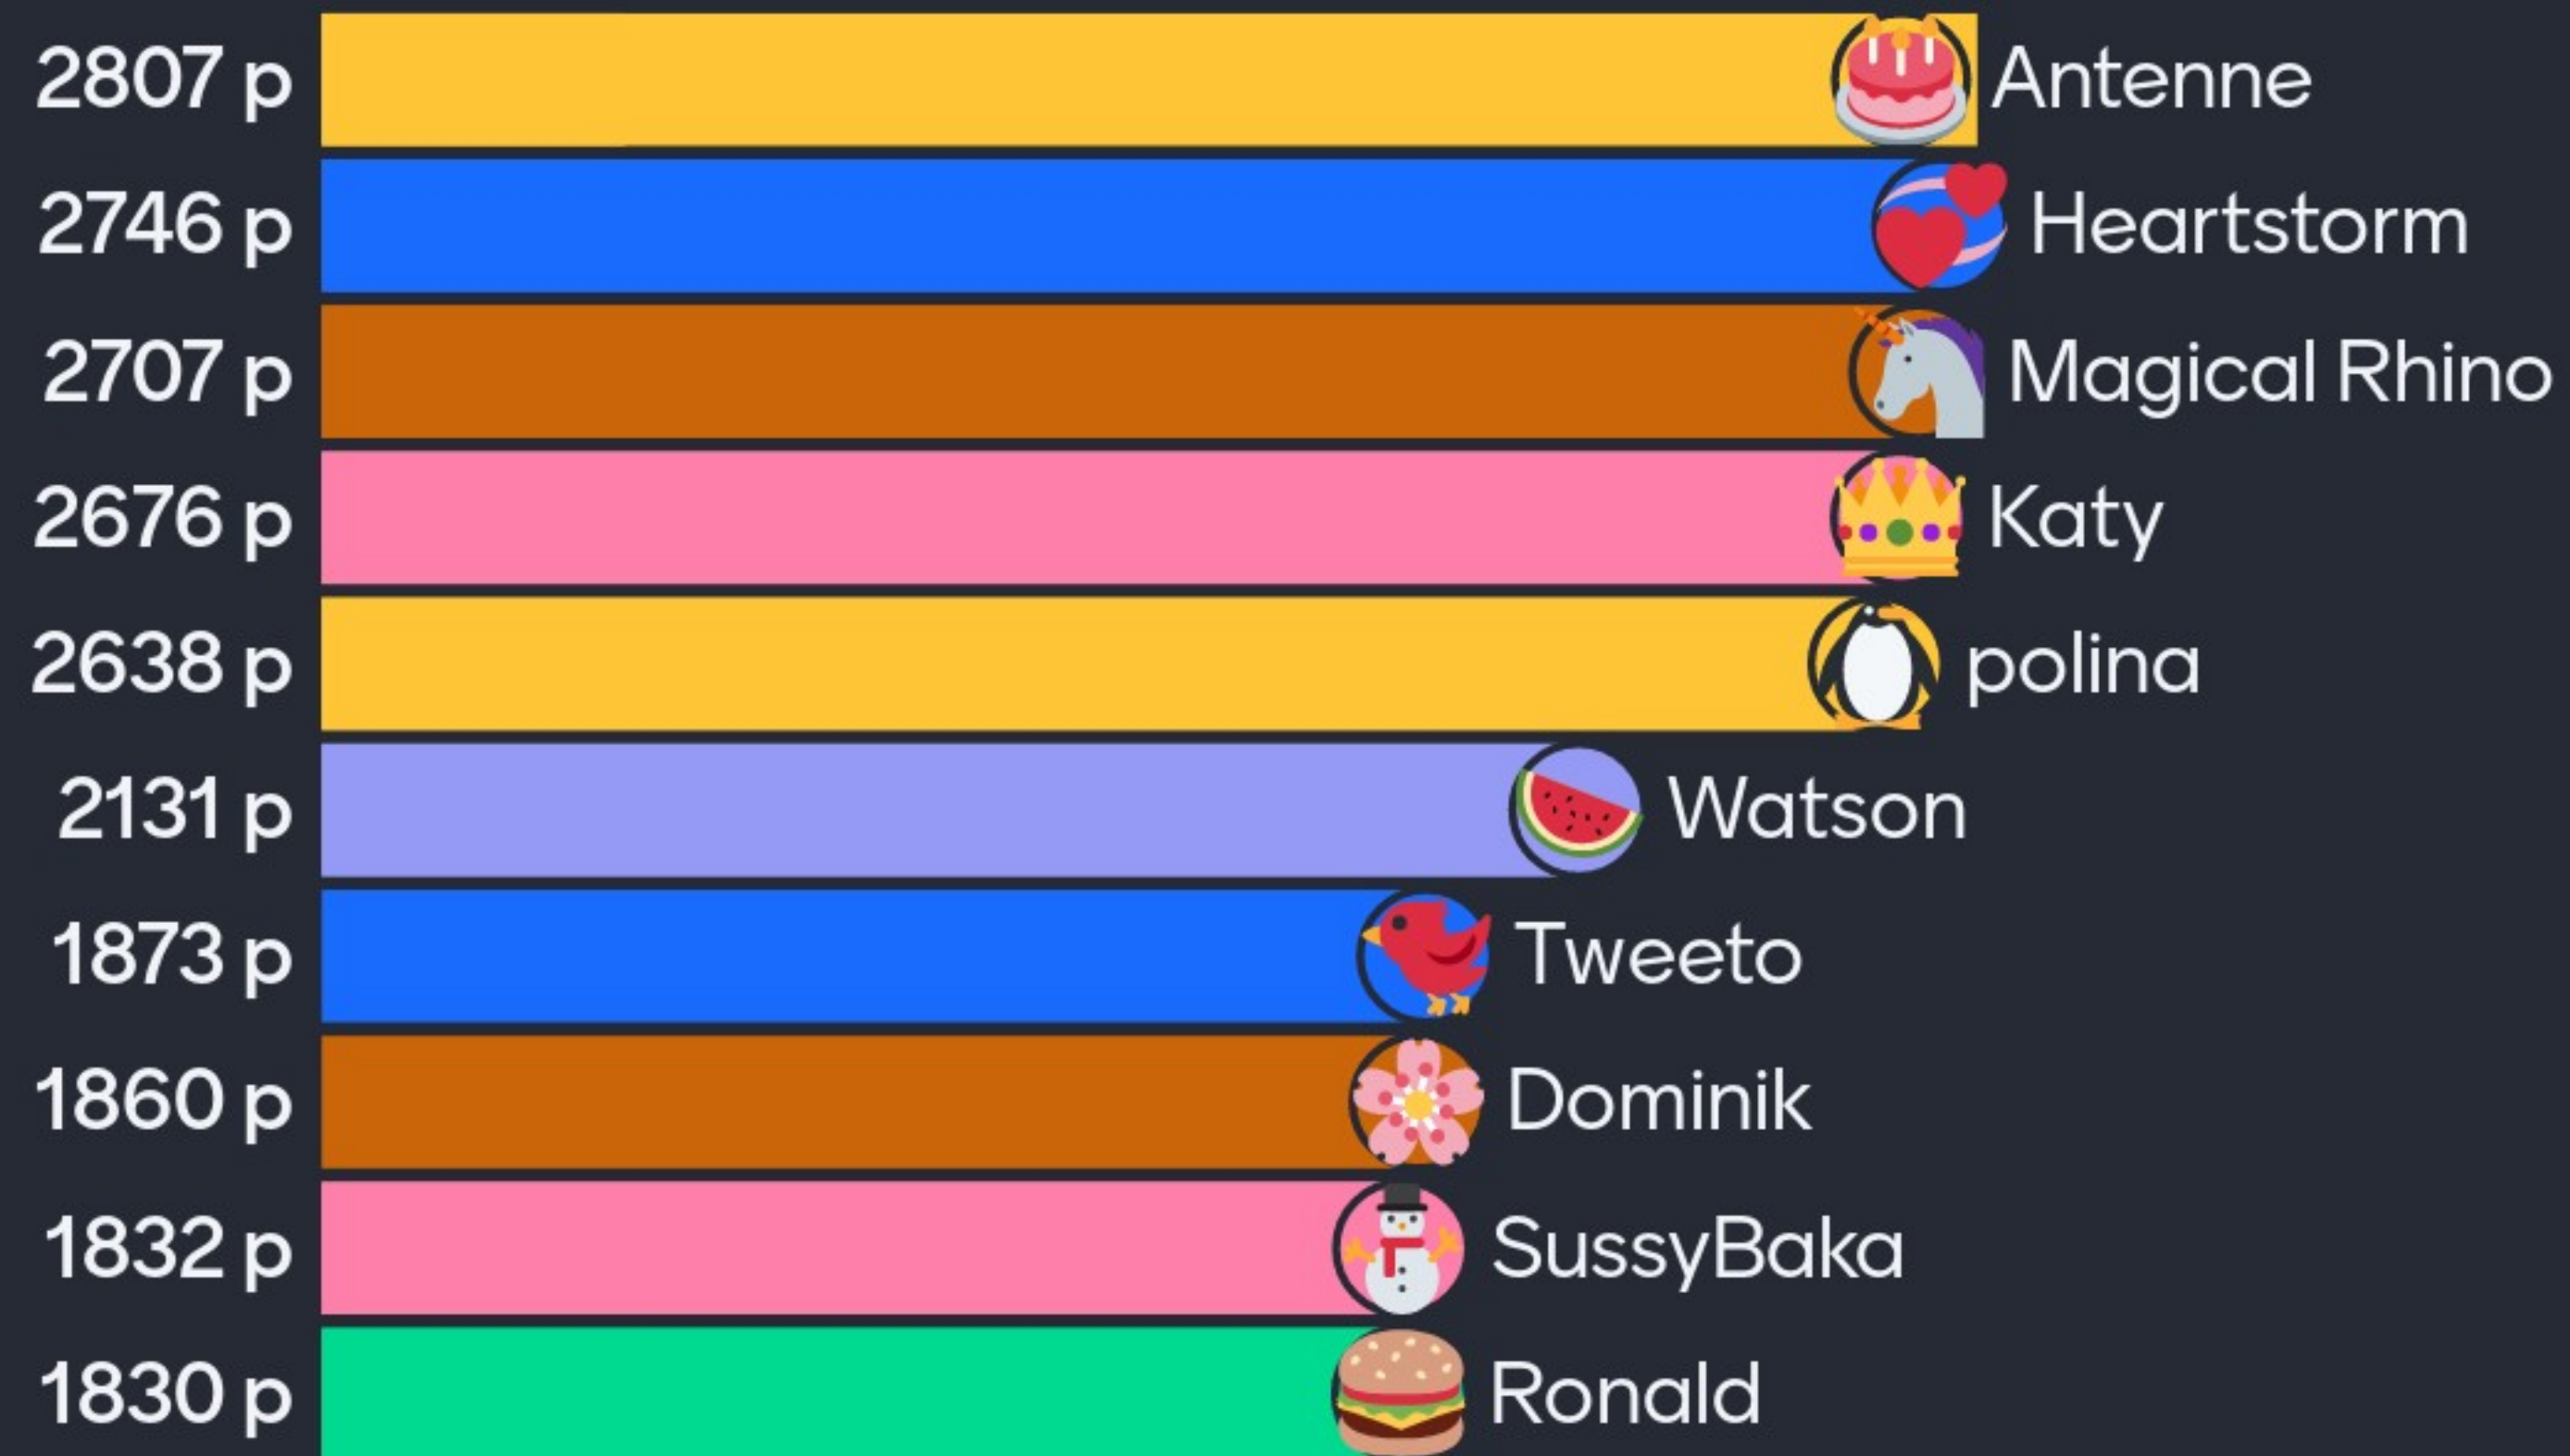 2807 p Antenne
2746 p Heartstorm
2707 p Magical Rhino
2676 p Katy
2638 p polina
2131 p Watson
1873 p Tweeto
1860 p Dominik
1832 p SussyBaka
1830 p Ronald